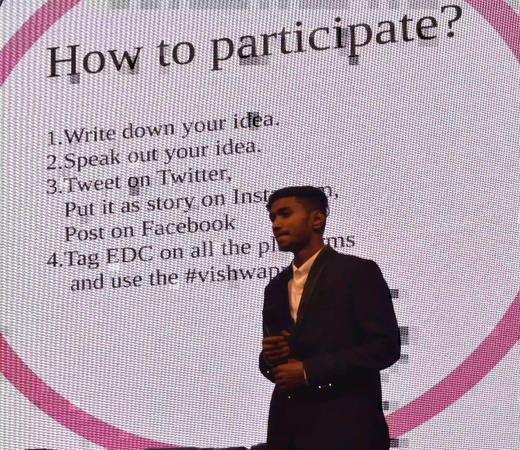 How to participate?
1.Write down your idea.
2.Speak out your idea.
3.Tweet on Twitter,
Put it as story on
Post on Facebook
4.Tag EDC on all the
and use the